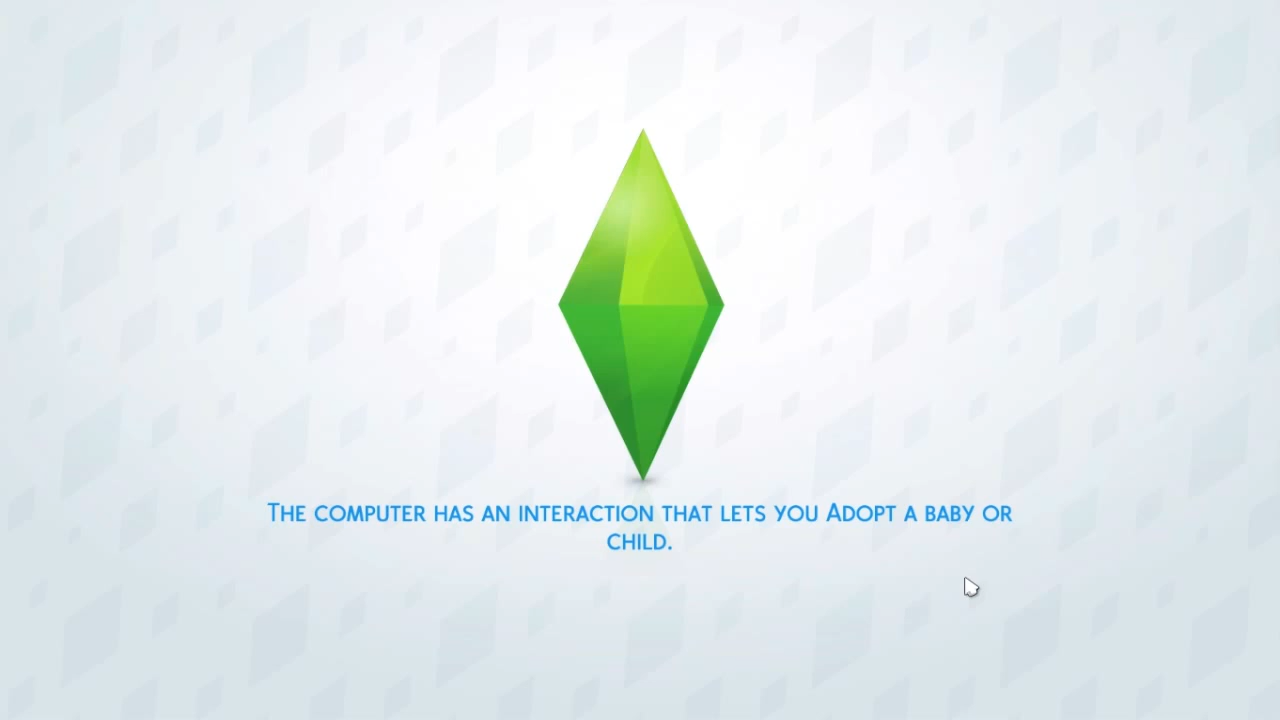 The computer has an interaction that lets you Adopt a baby or
child.